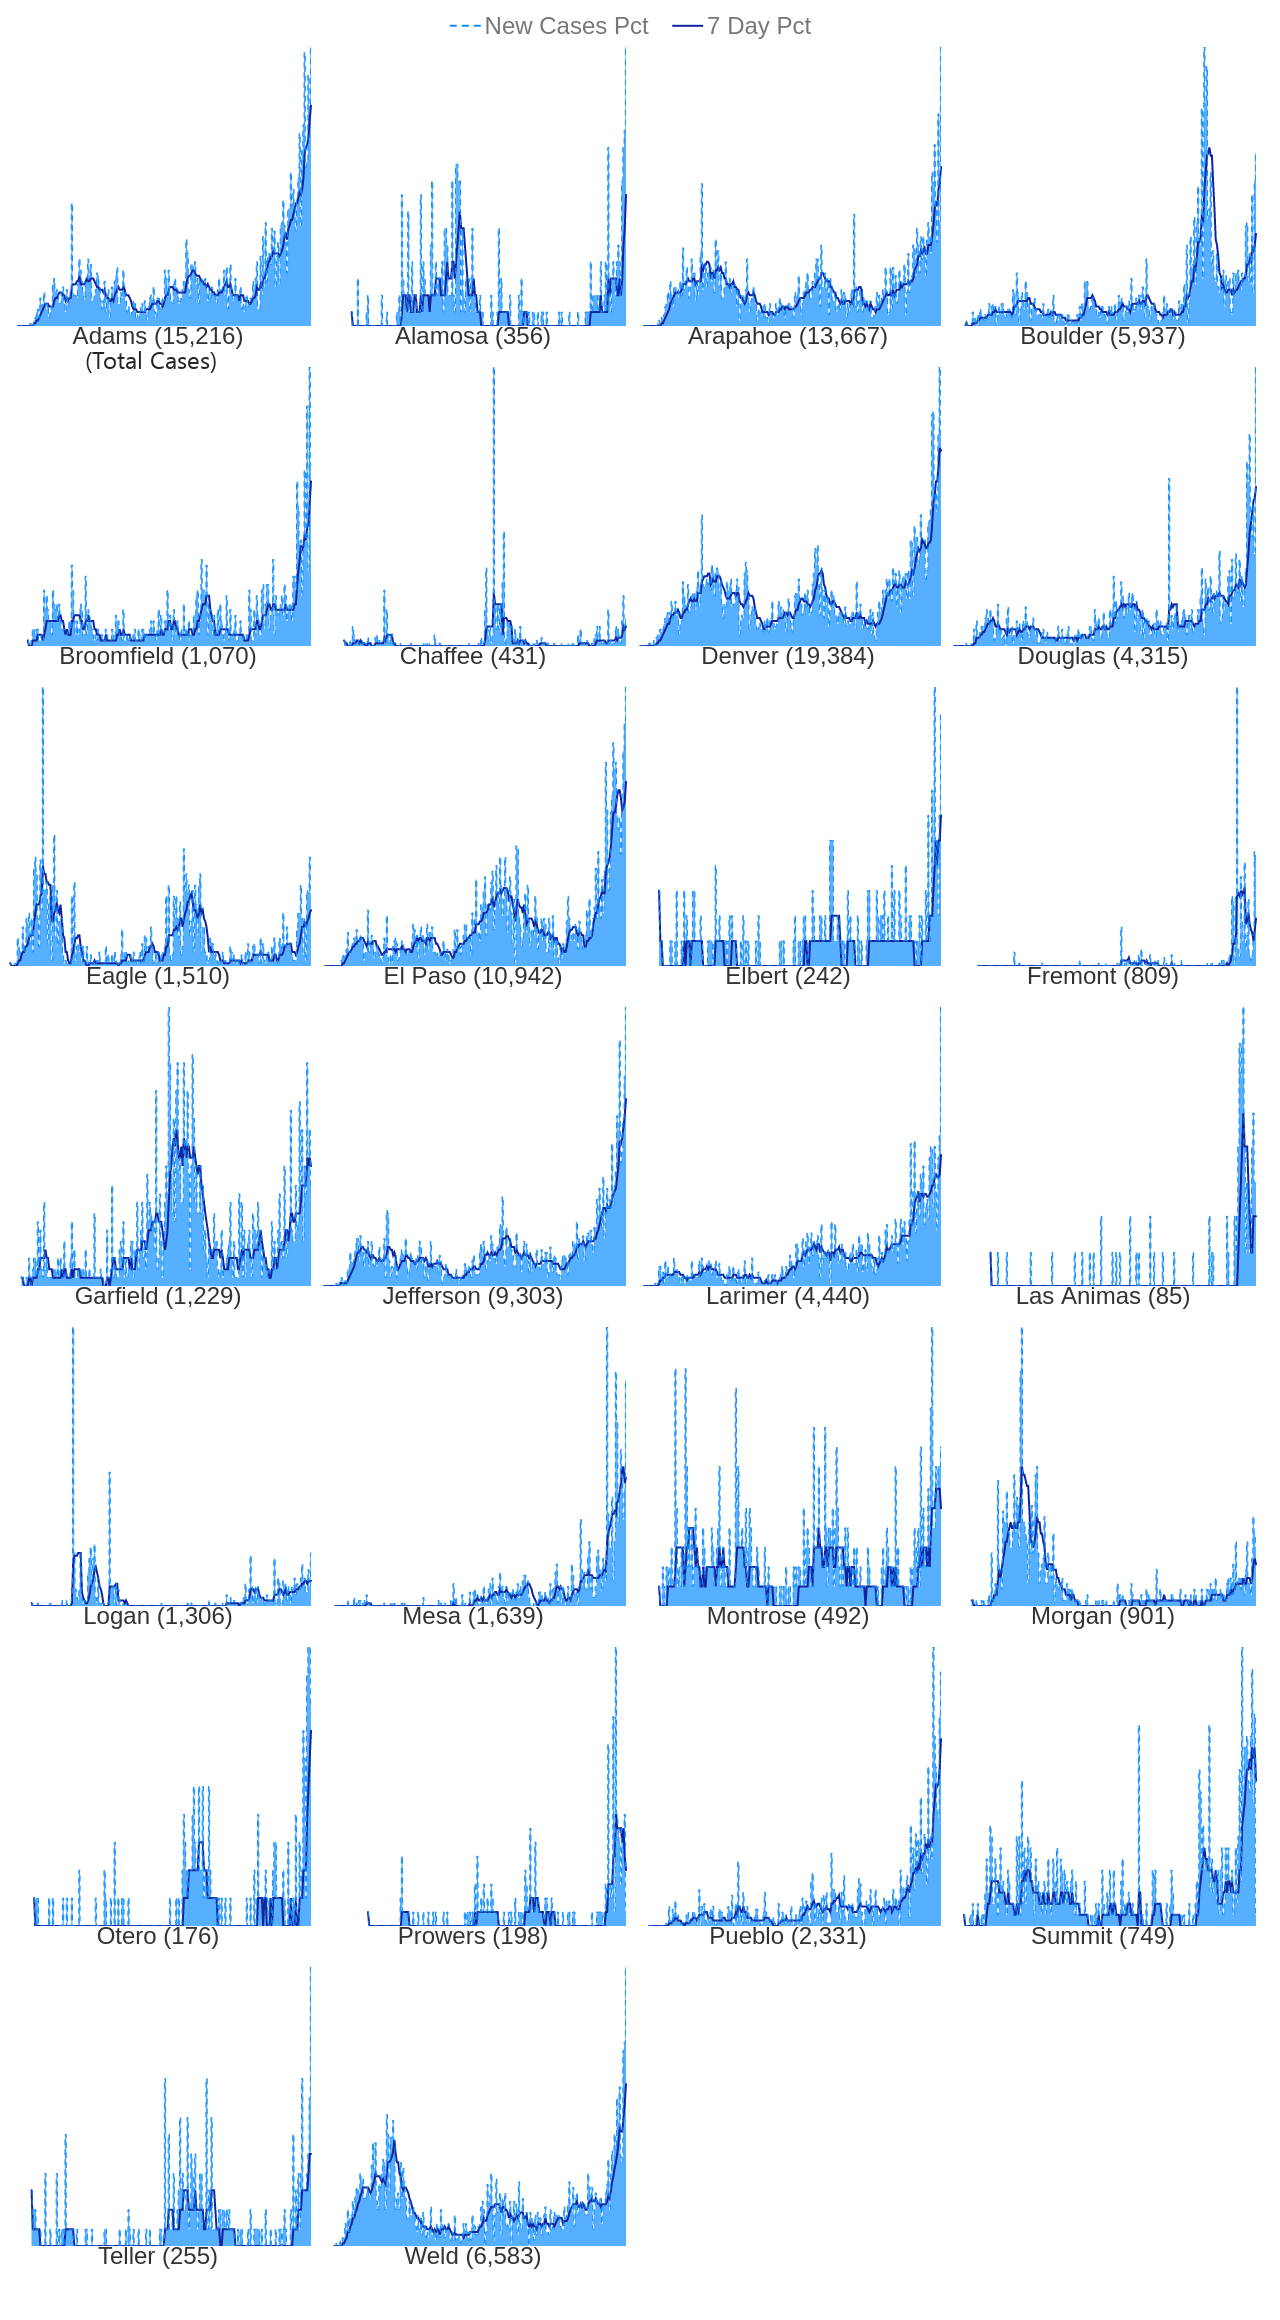 New Cases Pct 7 Day Pct
Adams (15,216) Alamosa (356) Arapahoe (13,667) Boulder (5,937)
(Total Cases)
Broomfield (1,070) Chaffee (431) Denver (19,384) Douglas (4,315)
Eagle (1,510) El Paso (10,942) Elbert (242) Fremont (809)
Garfield (1,229) Jefferson (9,303) Larimer (4,440) Las Animas (85)
Logan (1,306) Mesa (1,639) Montrose (492) Morgan (901)
Otero (176) Prowers (198) Pueblo (2,331) Summit (749)
Teller (255) Weld (6,583)